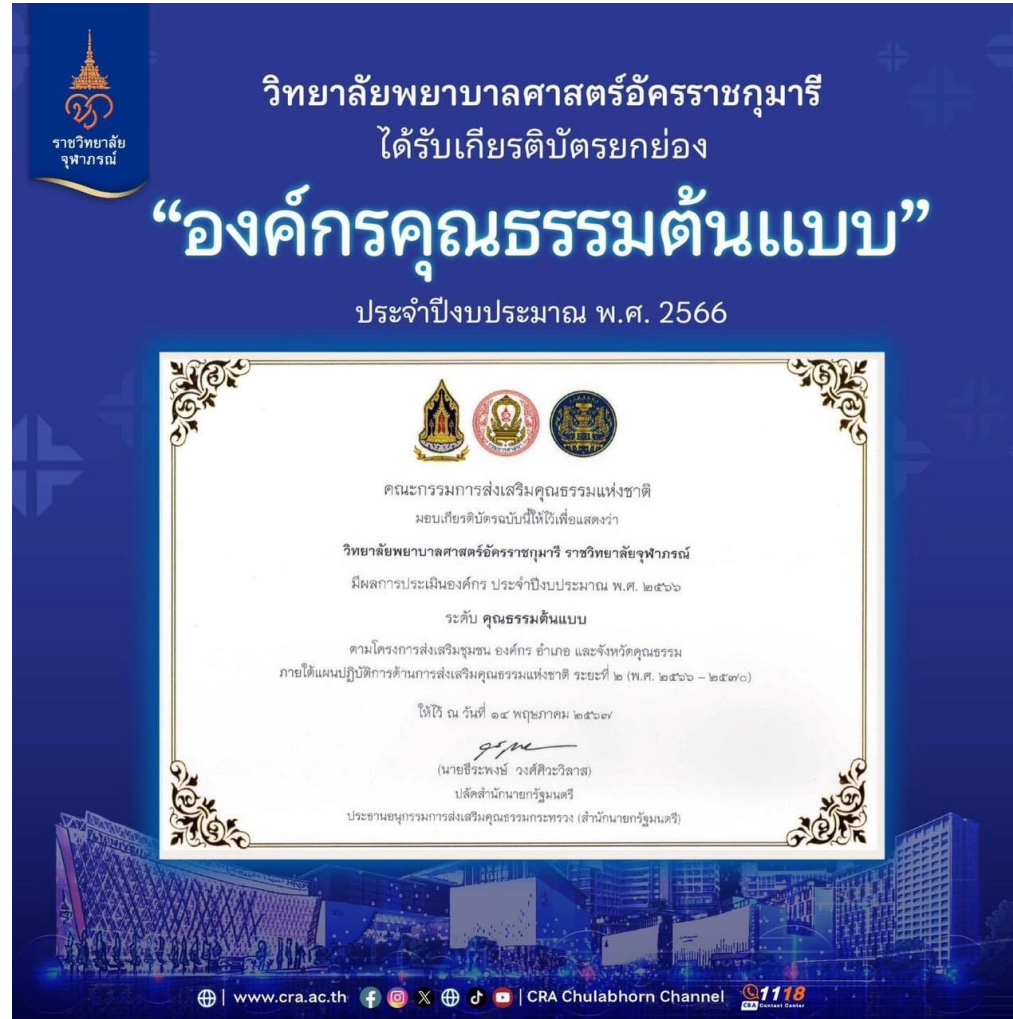 ราชวิทยาลัย
จุฬาภรณ์
วิทยาลัยพยาบาลศาสตร์อัครราชกุมารี
ได้รับเกียรติบัตรยกย่อง
“องค์กรคุณธรรมต้นแบบ”
ประจำปีงบประมาณ พ.ศ. 2566
คณะกรรมการส่งเสริมคุณธรรมแห่งชาติ
มอบเกียรติบัตรฉบับนี้ให้ไว้เพื่อแสดงว่า
วิทยาลัยพยาบาลศาสตร์อัครราชกุมารี ราชวิทยาลัยจุฬาภรณ์
มีผลการประเมินองค์กร ประจำปีงบประมาณ พ.ศ. ๒๕๖๖
ระดับ คุณธรรมต้นแบบ
ตามโครงการส่งเสริมชุมชน องค์กร อำเภอ และจังหวัดคุณธรรม
ภายใต้แผนปฏิบัติการด้านการส่งเสริมคุณธรรมแห่งชาติ ระยะที่ ๒ (พ.ศ. ๒๕๖๖ – ๒๕๗๐)
ให้ไว้ ณ วันที่ ๑๔ พฤษภาคม ๒๕๖๗
(นายธีระพงษ์ วงศ์ศิวะวิลาส)
ปลัดสำนักนายกรัฐมนตรี
ประธานอนุกรรมการส่งเสริมคุณธรรมกระทรวง (สำนักนายกรัฐมนตรี)
| www.cra.ac.th | CRA Chulabhorn Channel 1118
CRA Contact Center